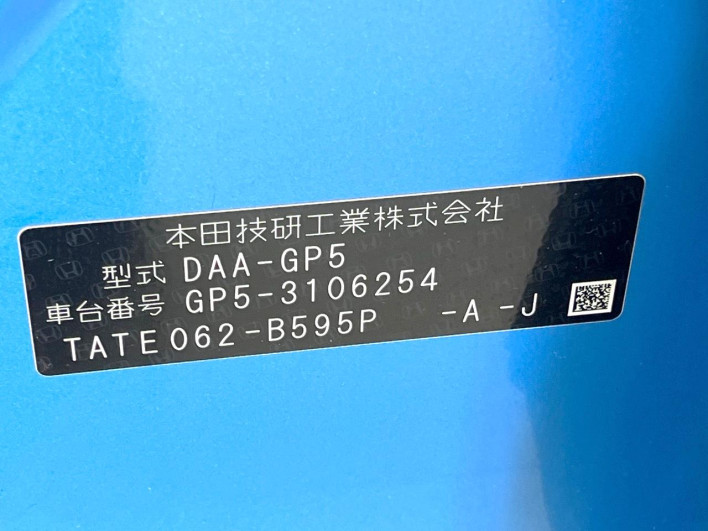 本田技研工業株式会社
型式 DAA-GP5
車台番号 GP5-3106254
TATE062-B595P -A -J